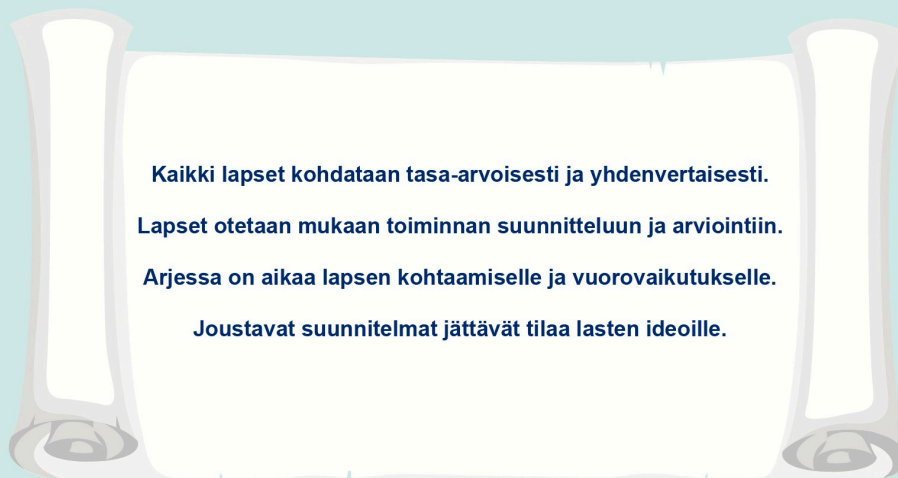 Kaikki lapset kohdataan tasa-arvoisesti ja yhdenvertaisesti.
Lapset otetaan mukaan toiminnan suunnitteluun ja arviointiin.
Arjessa on aikaa lapsen kohtaamiselle ja vuorovaikutukselle.
Joustavat suunnitelmat jättävät tilaa lasten ideoille.